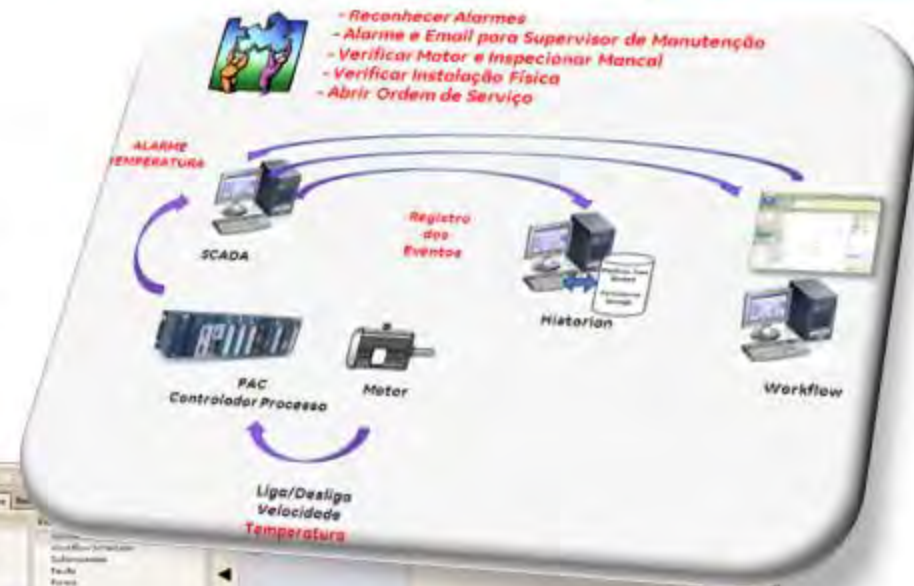 - Reconhecer Alarmes
- Alarme e Email para Supervisor de Manutenção
- Verificar Motor e Inspecionar Mancal
- Verificar Instalação Física
- Abrir Ordem de Serviço
ALARME
TEMPERATURA
SCADA
Registro
dos
Eventos
Historian
Workflow
PAC
Controlador Processo
Motor
Liga/Desliga
Velocidade
Temperatura